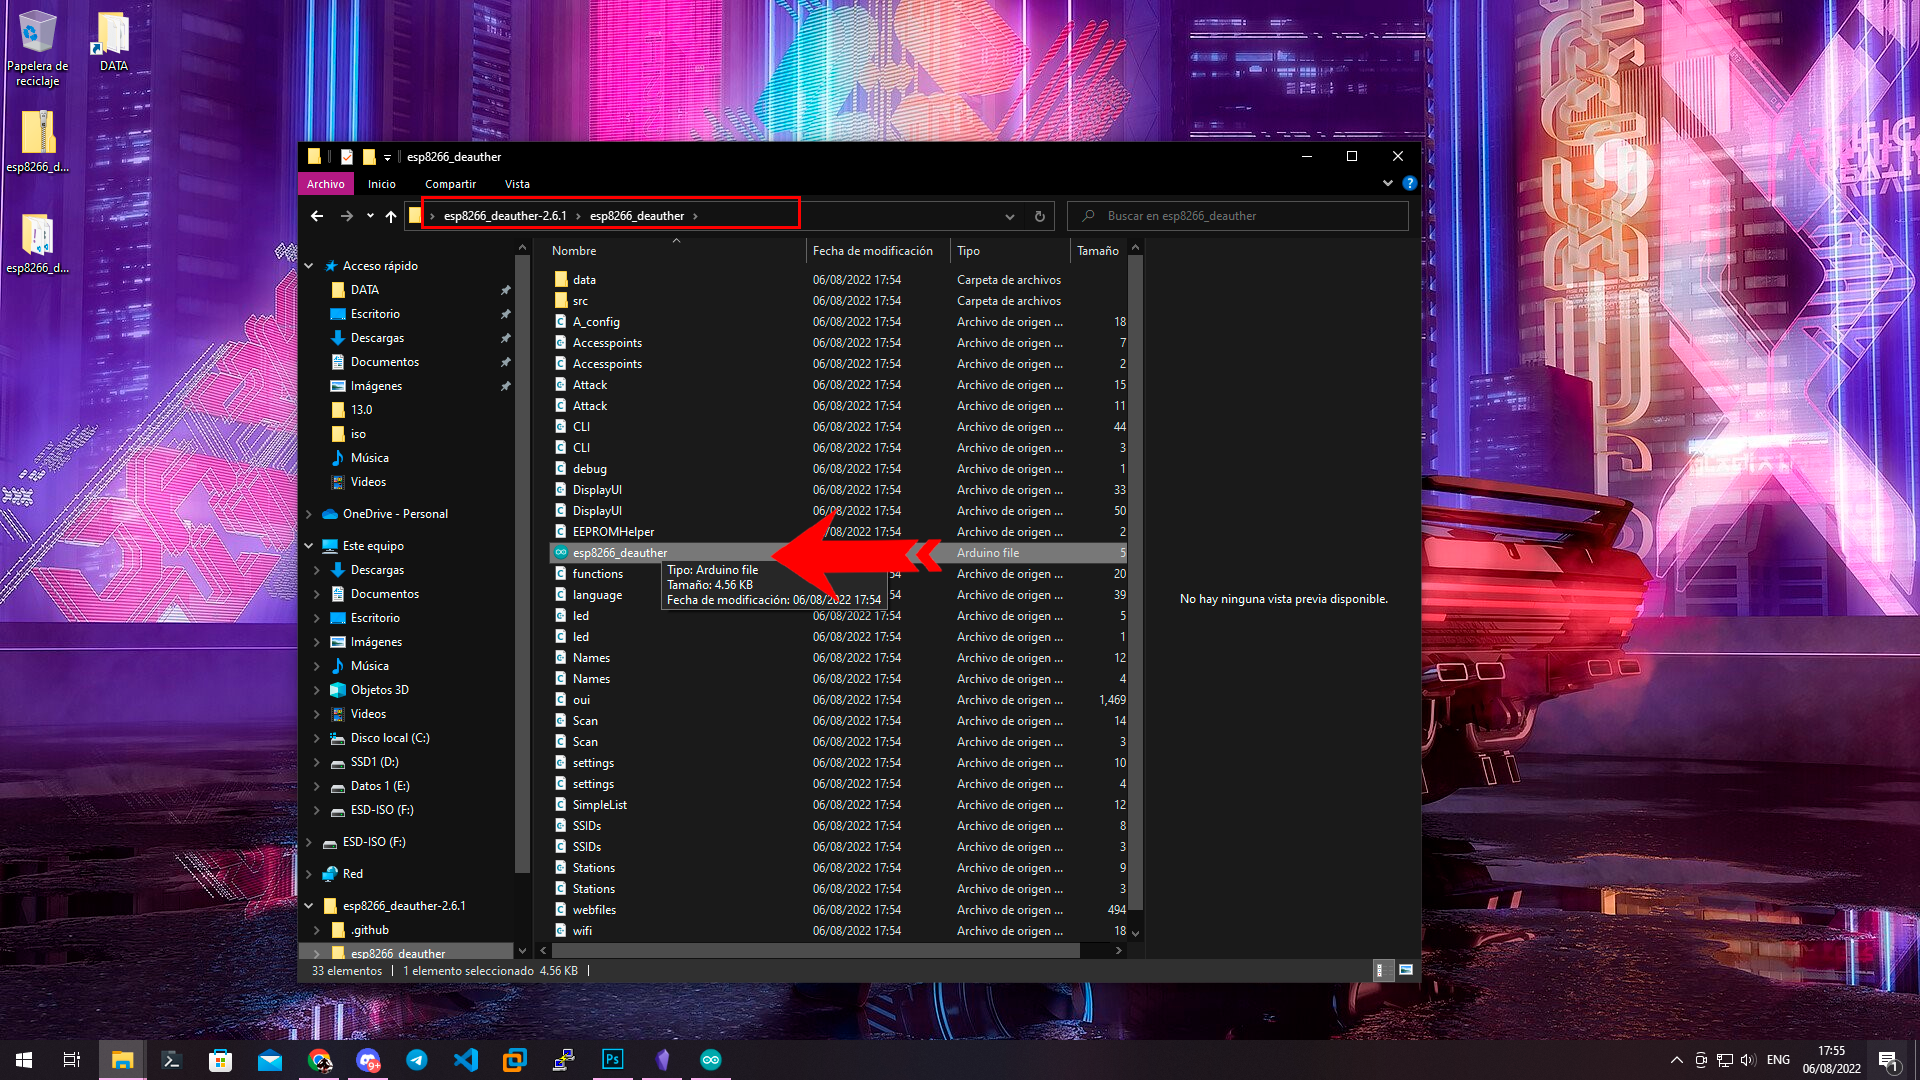 Papelera de
reciclaje
DATA
esp8266_d...
esp8266_d...
esp8266_deauther
Archivo
Inicio
Compartir
Vista
esp8266_deauther-2.6.1 › esp8266_deauther ›
Buscar en esp8266_deauther
Acceso rápido
DATA
Escritorio
Descargas
Documentos
Imágenes
13.0
iso
Música
Videos
OneDrive - Personal
Este equipo
Descargas
Documentos
Escritorio
Imágenes
Música
Objetos 3D
Videos
Disco local (C:)
SSD1 (D:)
Datos 1 (E:)
ESD-ISO (F:)
ESD-ISO (F:)
Red
esp8266_deauther-2.6.1
.github
esp8266_deauther
Nombre Fecha de modificación Tipo Tamaño
data 06/08/2022 17:54 Carpeta de archivos
src 06/08/2022 17:54 Carpeta de archivos
A_config 06/08/2022 17:54 Archivo de origen ... 18
Accesspoints 06/08/2022 17:54 Archivo de origen ... 7
Accesspoints 06/08/2022 17:54 Archivo de origen ... 2
Attack 06/08/2022 17:54 Archivo de origen ... 15
Attack 06/08/2022 17:54 Archivo de origen ... 11
CLI 06/08/2022 17:54 Archivo de origen ... 44
CLI 06/08/2022 17:54 Archivo de origen ... 3
debug 06/08/2022 17:54 Archivo de origen ... 1
DisplayUI 06/08/2022 17:54 Archivo de origen ... 33
DisplayUI 06/08/2022 17:54 Archivo de origen ... 50
EEPROMHelper 08/2022 17:54 Archivo de origen ... 2
esp8266_deauther Arduino file 5
functions 54 Archivo de origen ... 20
language 54 Archivo de origen ... 39
led 06/08/2022 17:54 Archivo de origen ... 5
led 06/08/2022 17:54 Archivo de origen ... 1
Names 06/08/2022 17:54 Archivo de origen ... 12
Names 06/08/2022 17:54 Archivo de origen ... 4
oui 06/08/2022 17:54 Archivo de origen ... 1,469
Scan 06/08/2022 17:54 Archivo de origen ... 14
Scan 06/08/2022 17:54 Archivo de origen ... 3
settings 06/08/2022 17:54 Archivo de origen ... 10
settings 06/08/2022 17:54 Archivo de origen ... 4
SimpleList 06/08/2022 17:54 Archivo de origen ... 12
SSIDs 06/08/2022 17:54 Archivo de origen ... 8
SSIDs 06/08/2022 17:54 Archivo de origen ... 3
Stations 06/08/2022 17:54 Archivo de origen ... 9
Stations 06/08/2022 17:54 Archivo de origen ... 3
webfiles 06/08/2022 17:54 Archivo de origen ... 494
wifi 06/08/2022 17:54 Archivo de origen ... 18
Tipo: Arduino file
Tamaño: 4.56 KB
Fecha de modificación: 06/08/2022 17:54
No hay ninguna vista previa disponible.
33 elementos
1 elemento seleccionado 4.56 KB
9+
Ps
ENG
17:55
06/08/2022
1